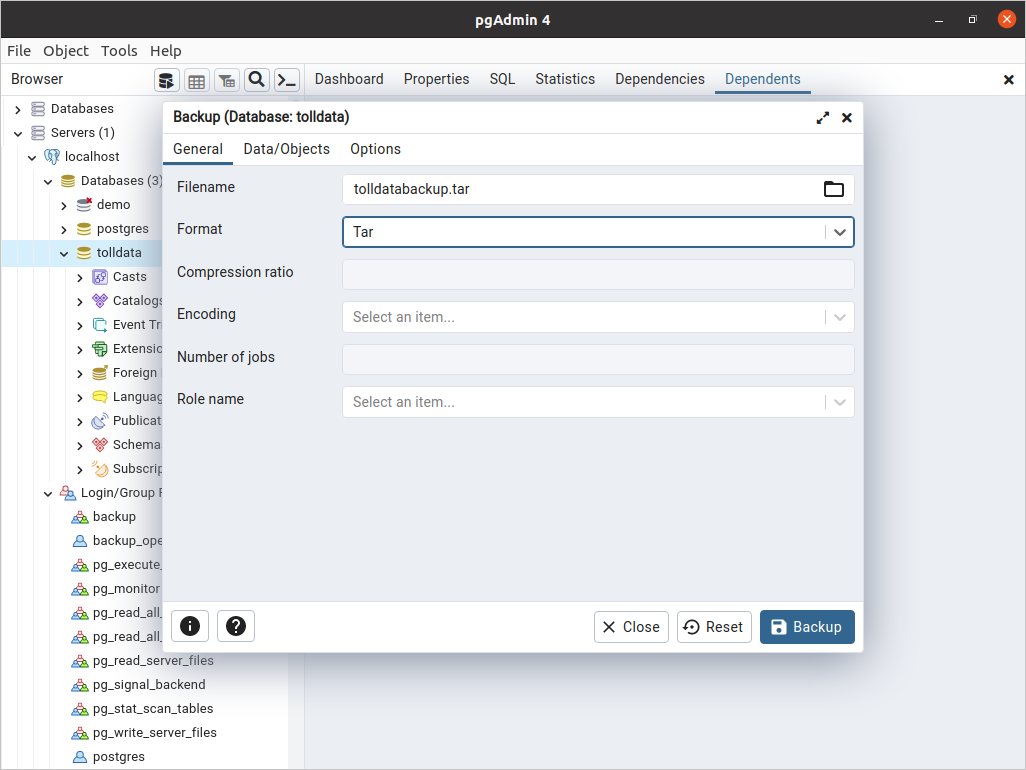 pgAdmin 4
File Object Tools Help
Browser
Dashboard Properties SQL Statistics Dependencies Dependents
Databases
Servers (1)
localhost
Databases (3)
demo
postgres
tolldata
Casts
Catalogs
Event Tri
Extensio
Foreign
Languag
Publicat
Schema
Subscrip
Login/Group R
backup
backup_ope
pg_execute_
pg_monitor
pg_read_all_
pg_read_all_
pg_read_server_files
pg_signal_backend
pg_stat_scan_tables
pg_write_server_files
postgres
Backup (Database: tolldata)
General Data/Objects Options
Filename tolldatabackup.tar
Format Tar
Compression ratio
Encoding Select an item...
Number of jobs
Role name Select an item...
Close Reset Backup